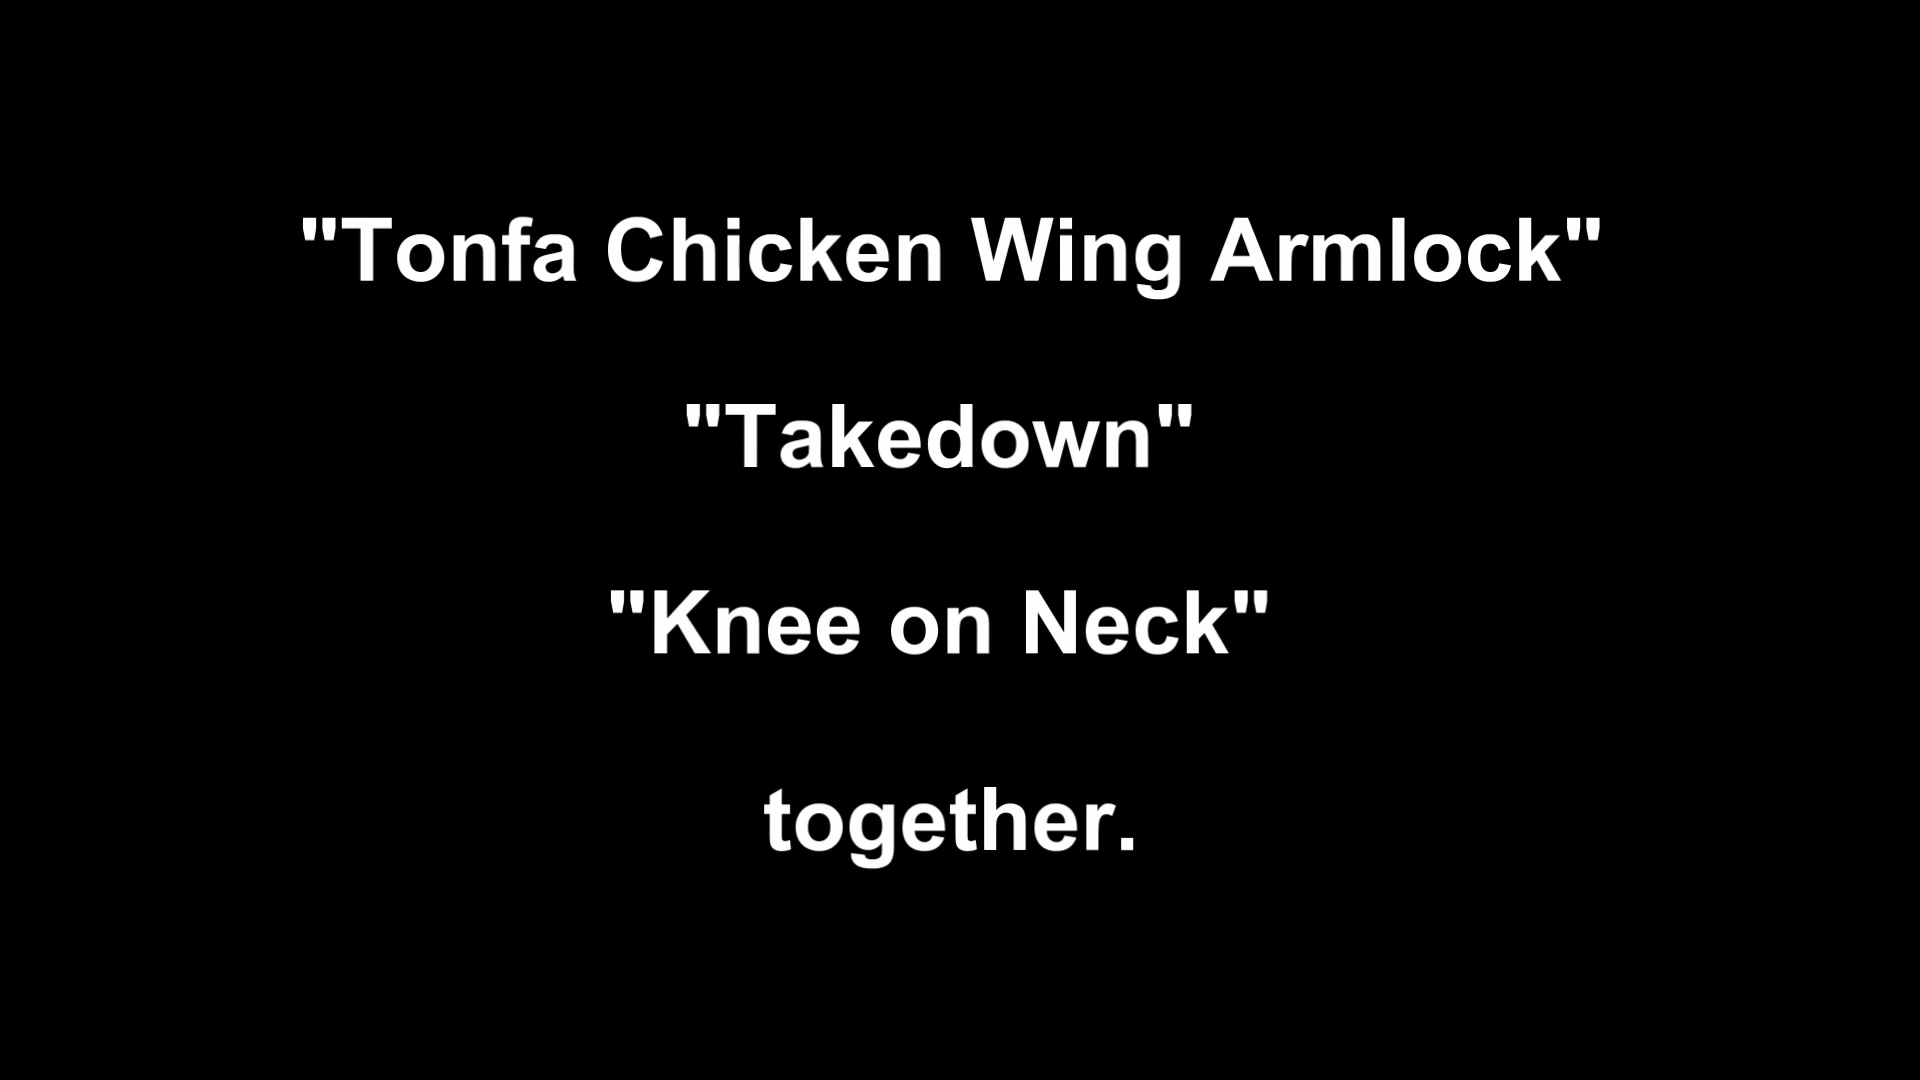 "Tonfa Chicken Wing Armlock"
"Takedown"
"Knee on Neck"
together.